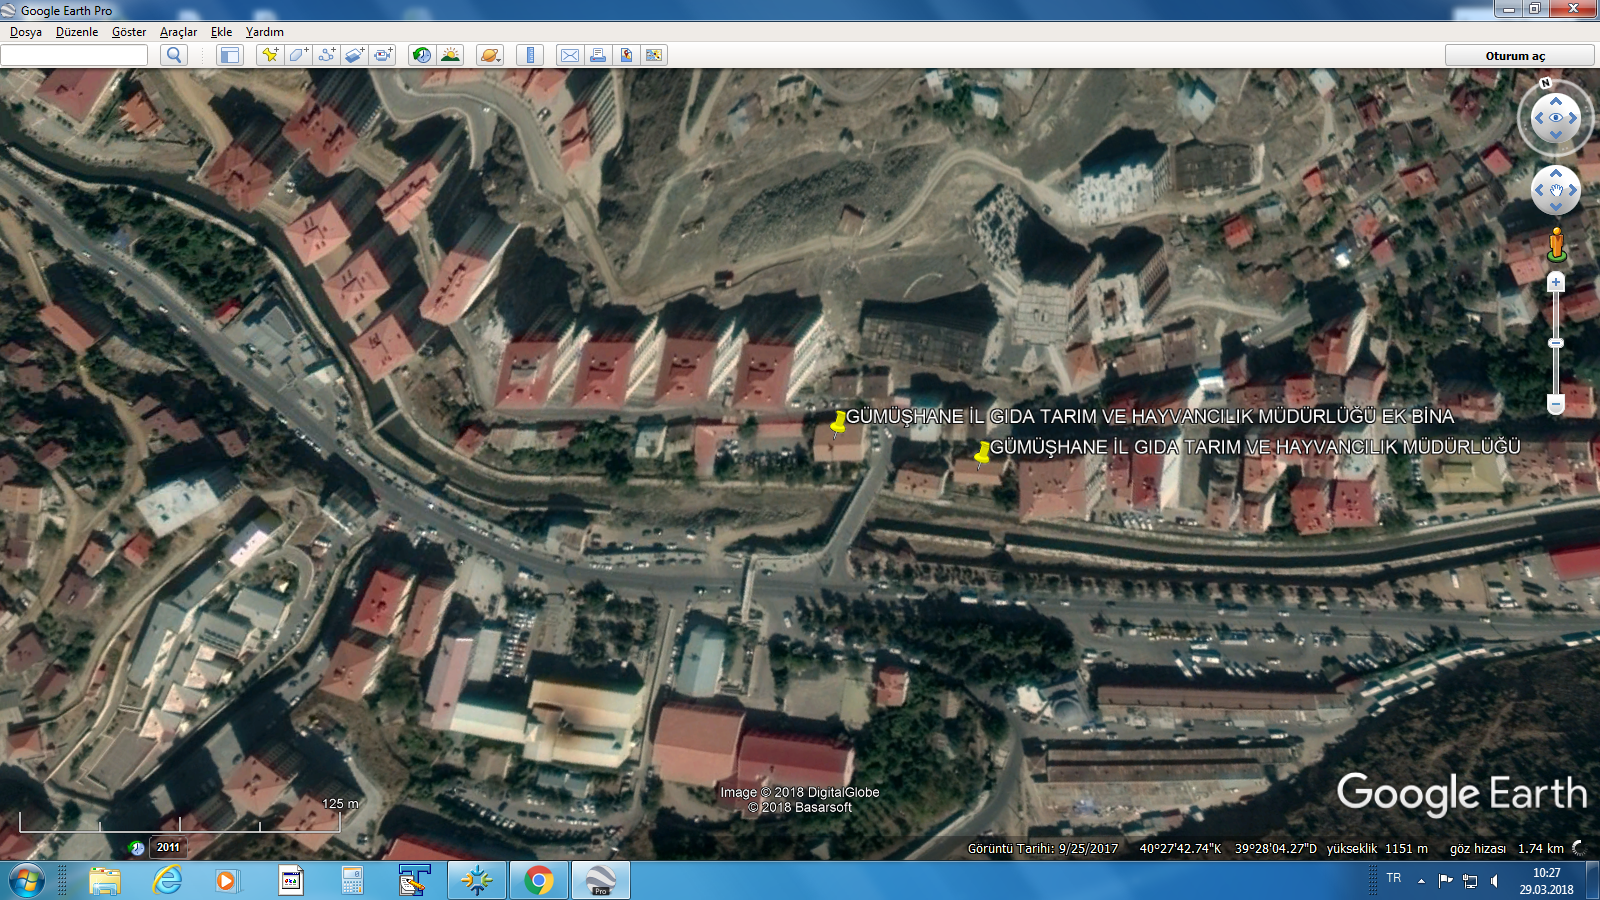 Google Earth Pro
Dosya Düzenle Göster Araçlar Ekle Yardım
Oturum aç
N
GÜMÜŞHANE İL GIDA TARIM VE HAYVANCILIK MÜDÜRLÜĞÜ EK BİNA
GÜMÜŞHANE İL GIDA TARIM VE HAYVANCILIK MÜDÜRLÜĞÜ
Image © 2018 DigitalGlobe
© 2018 Basarsoft
Google Earth
125 m
2011
Görüntü Tarihi: 9/25/2017 40°27'42.74"K 39°28'04.27"D yükseklik 1151 m göz hizası 1.74 km
Pro
TR
10:27
29.03.2018